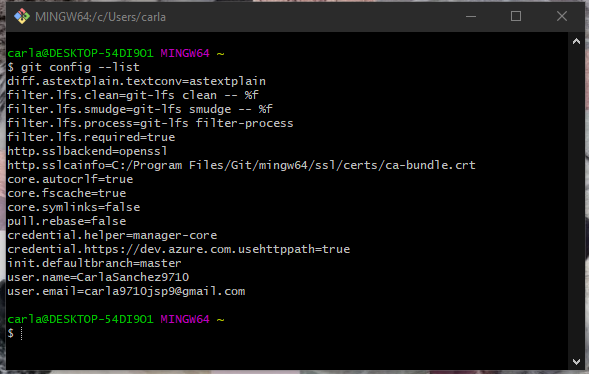 MINGW64:/c/Users/carla
carla@DESKTOP-54DI9O1 MINGW64 ~
$ git config --list
diff.astextplain.textconv=astextplain
filter.lfs.clean=git-lfs clean -- %f
filter.lfs.smudge=git-lfs smudge -- %f
filter.lfs.process=git-lfs filter-process
filter.lfs.required=true
http.sslbackend=openssl
http.sslcainfo=C:/Program Files/Git/mingw64/ssl/certs/ca-bundle.crt
core.autocrlf=true
core.fscache=true
core.symlinks=false
pull.rebase=false
credential.helper=manager-core
credential.https://dev.azure.com.usehttppath=true
init.defaultbranch=master
user.name=CarlaSanchez9710
user.email=carla9710jsp9@gmail.com
carla@DESKTOP-54DI9O1 MINGW64 ~
$